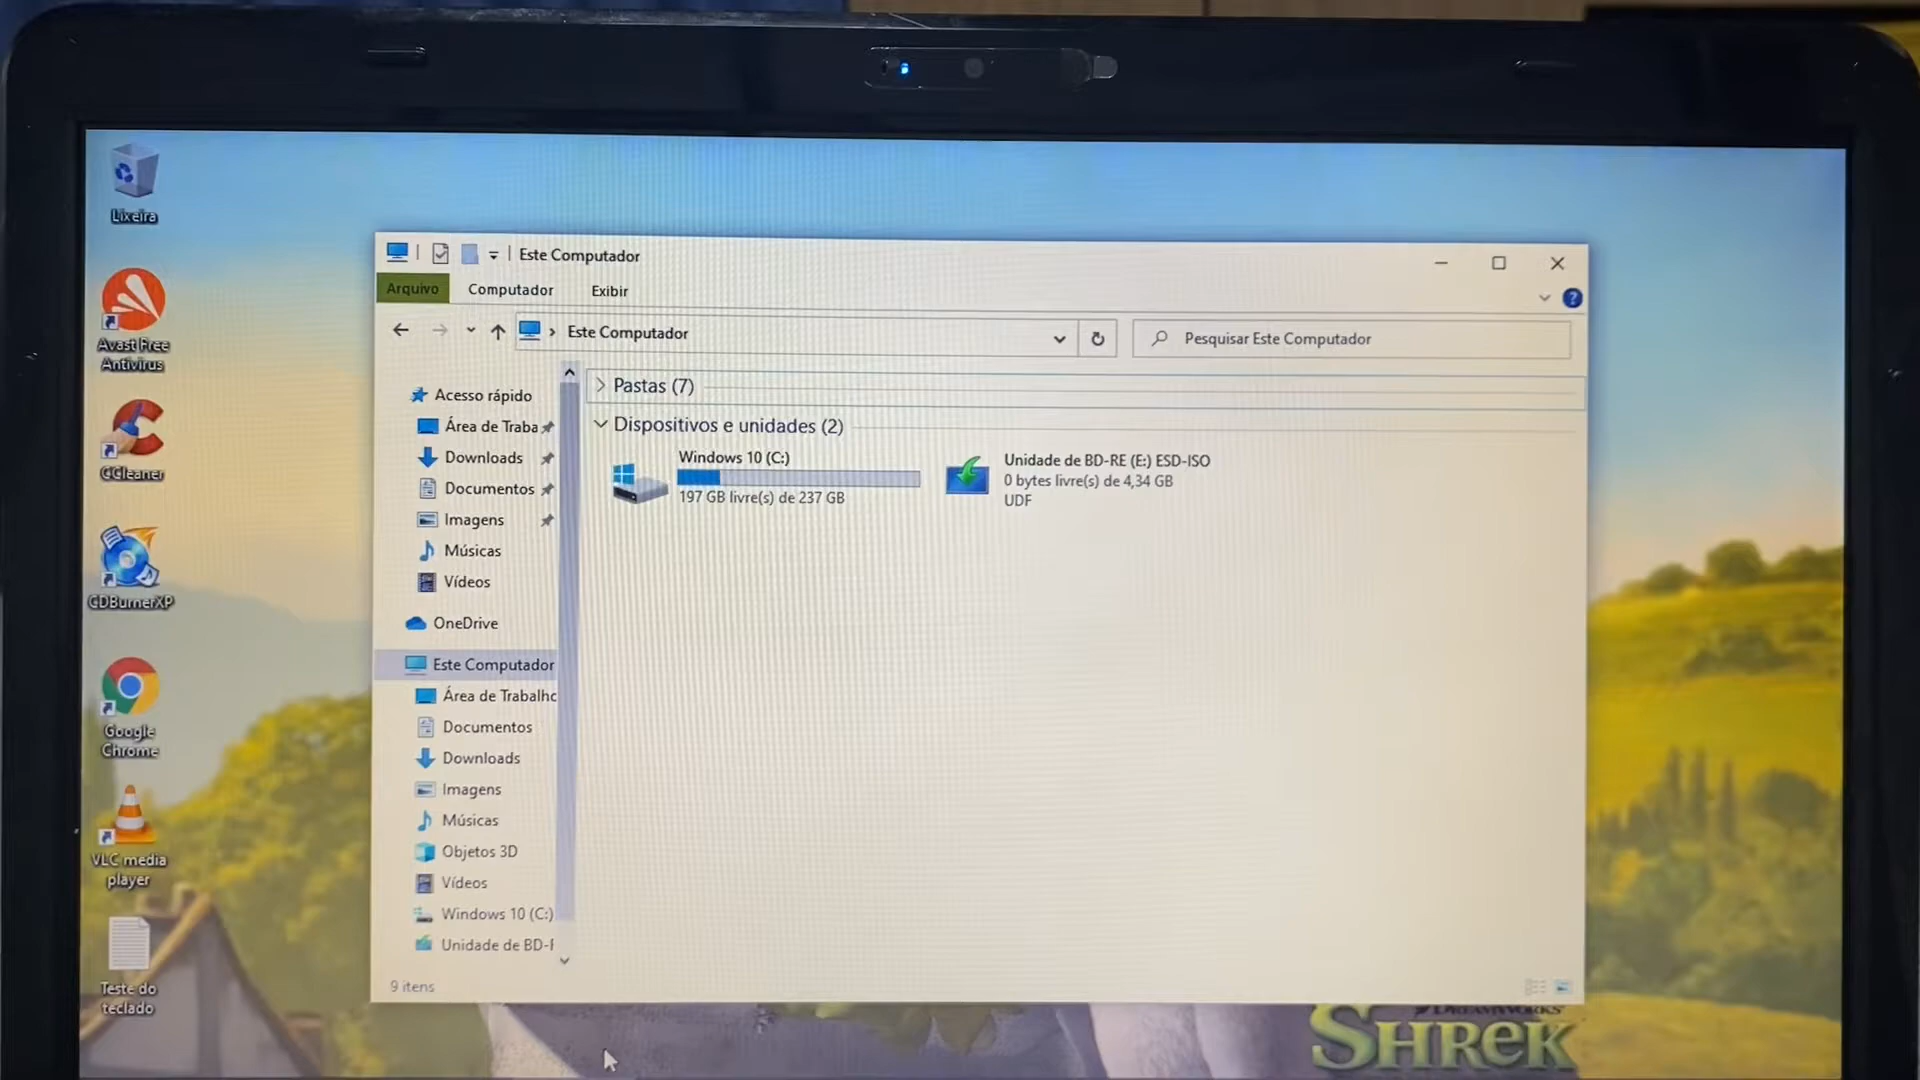 Lixeira
Avast Free
Antivirus
CCleaner
CDBurnerXP
Google
Chrome
VLC media
player
Teste do
teclado
Este Computador
Arquivo Computador Exibir
?
Este Computador
Pesquisar Este Computador
Acesso rápido
Área de Traba
Downloads
Documentos
Imagens
Músicas
Vídeos
OneDrive
Este Computador
Área de Trabalho
Documentos
Downloads
Imagens
Músicas
Objetos 3D
Vídeos
Windows 10 (C:)
Unidade de BD-R
9 itens
Pastas (7)
Dispositivos e unidades (2)
Windows 10 (C:)
197 GB livre(s) de 237 GB
Unidade de BD-RE (E:) ESD-ISO
0 bytes livre(s) de 4,34 GB
UDF
DREAMWORKS
SHREK